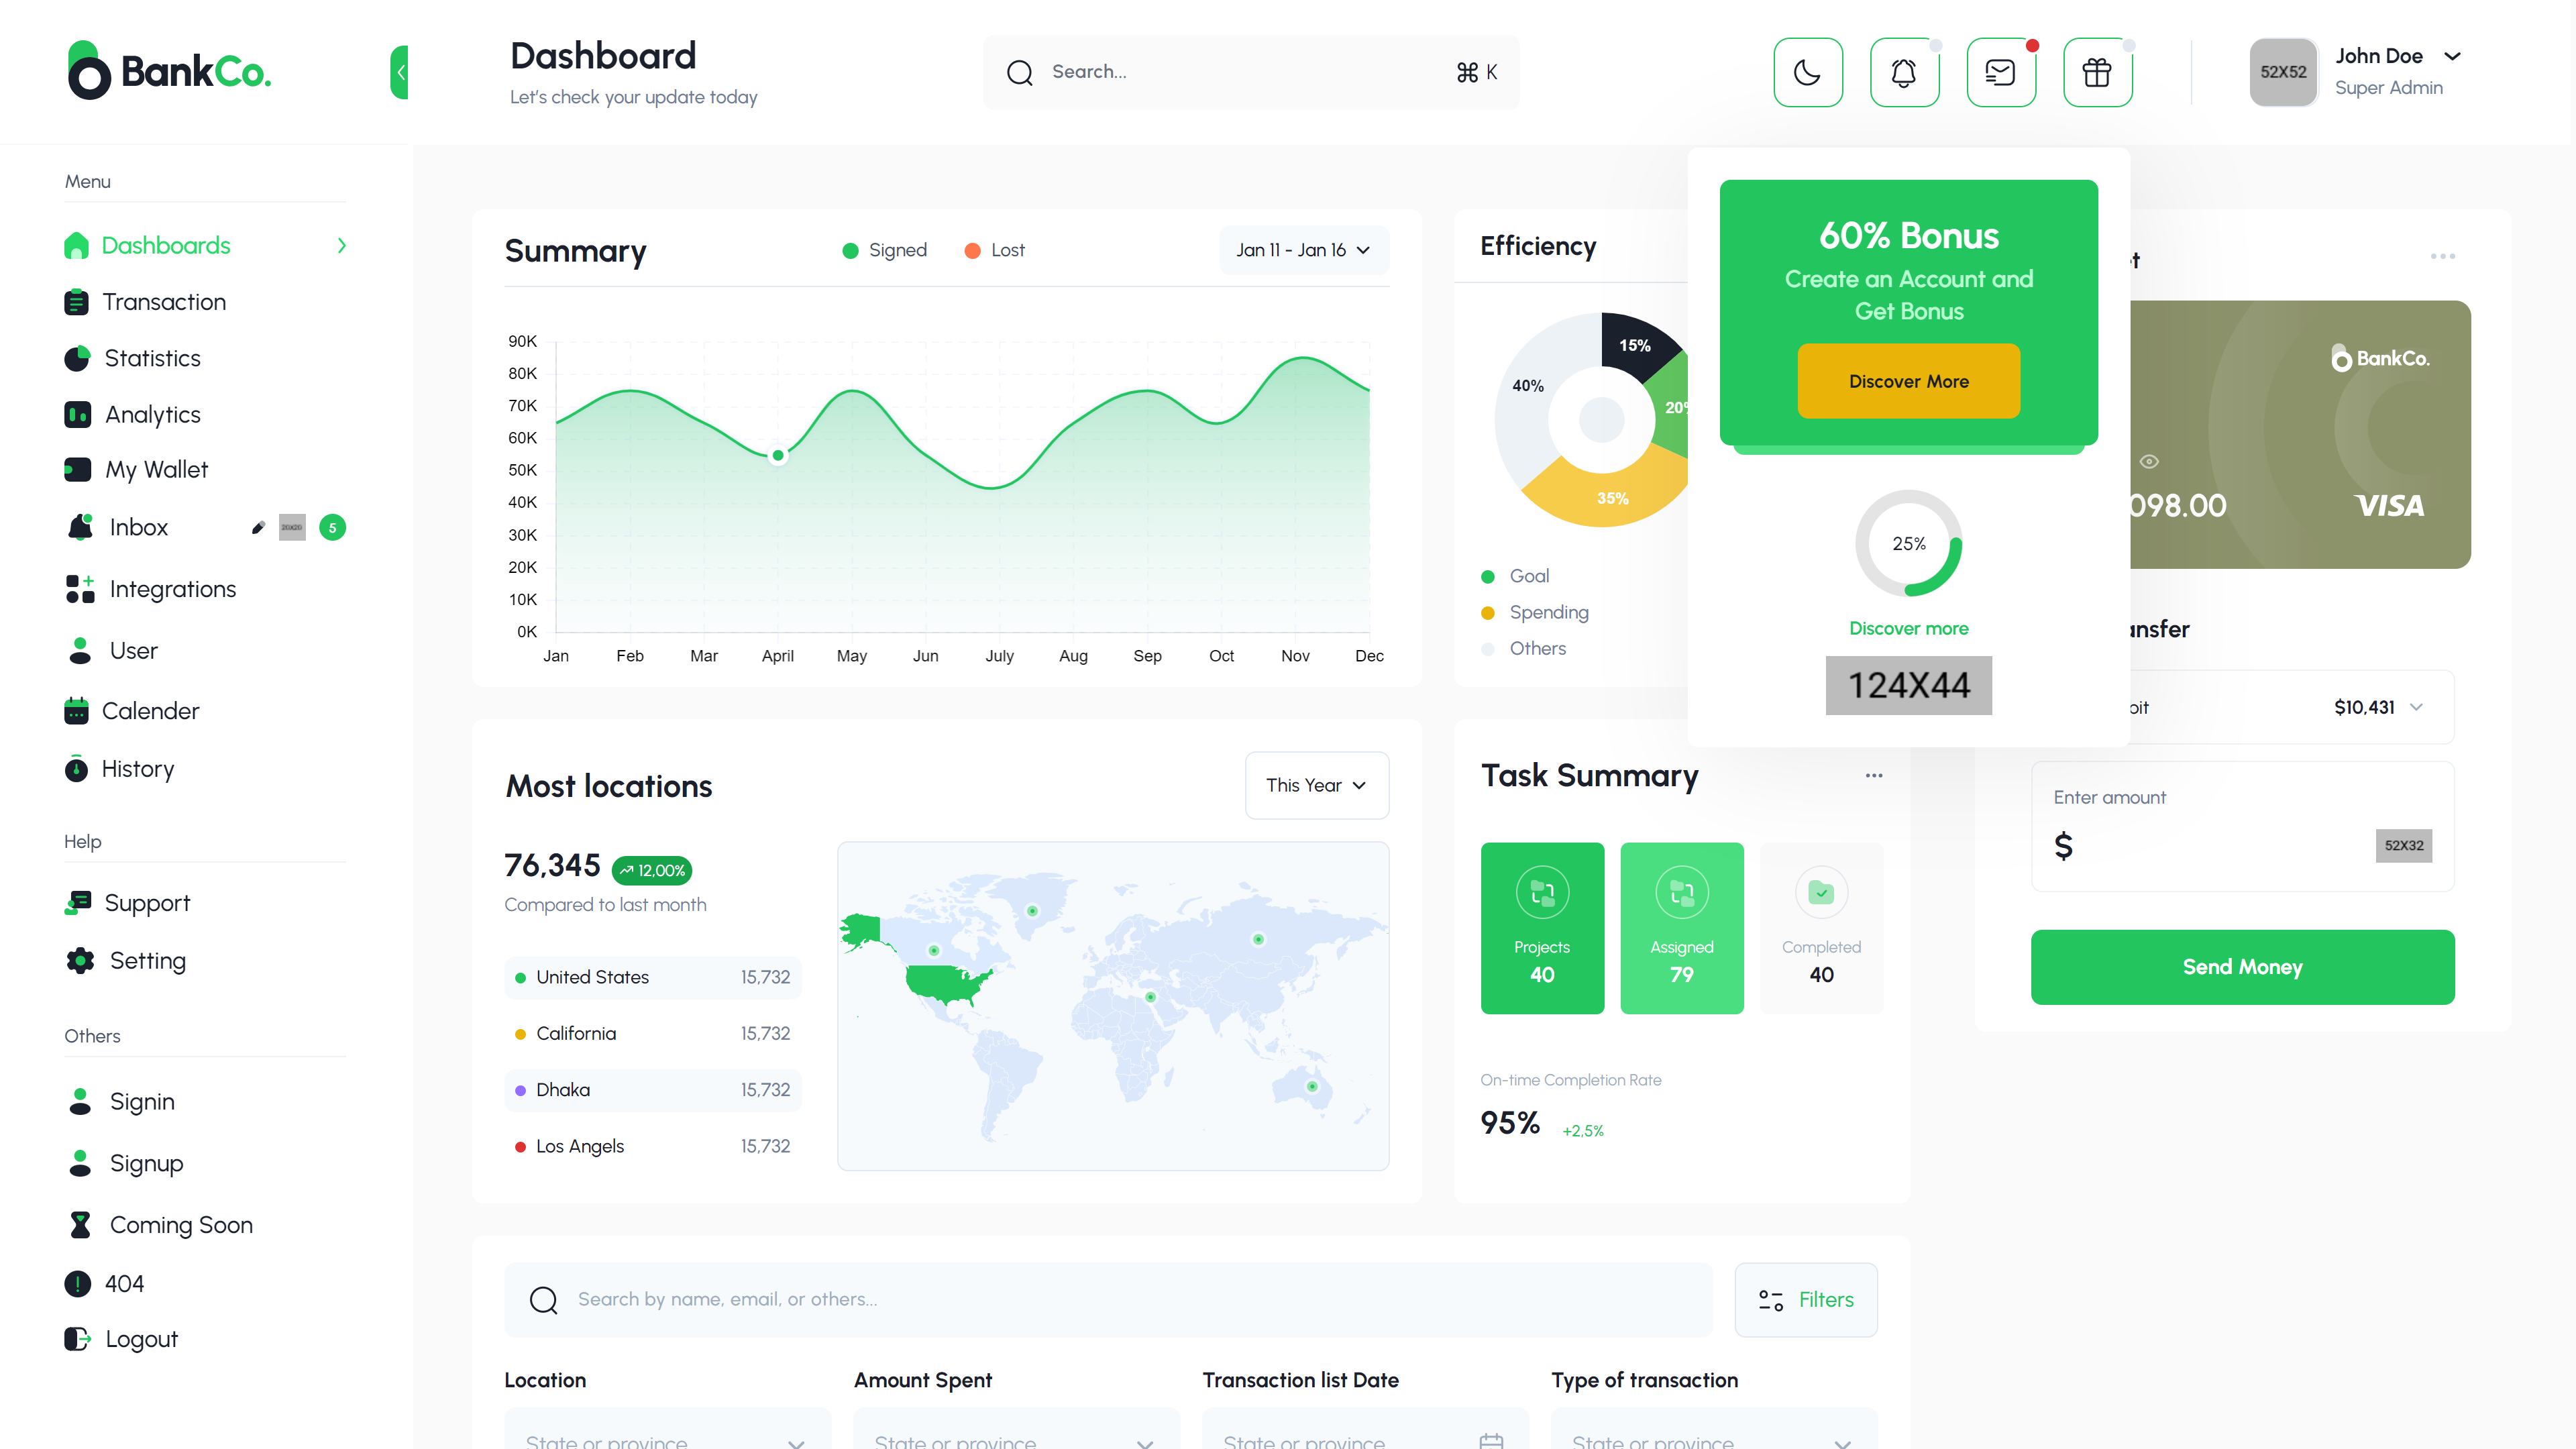 BankCo.
Dashboard
Let's check your update today
Search...
⌘ K
52X52
John Doe
Super Admin
Menu
Dashboards
Transaction
Statistics
Analytics
My Wallet
Inbox
20X20
5
Integrations
User
Calender
History
Help
Support
Setting
Others
Signin
Signup
Coming Soon
404
Logout
Summary
Signed
Lost
Jan 11 - Jan 16
90K
80K
70K
60K
50K
40K
30K
20K
10K
0K
Jan
Feb
Mar
April
May
Jun
July
Aug
Sep
Oct
Nov
Dec
Efficiency
15%
40%
20%
35%
Goal
Spending
Others
60% Bonus
Create an Account and
Get Bonus
Discover More
25%
Discover more
124X44
BankCo.
098.00
VISA
$10,431
Enter amount
$
52X32
Send Money
Most locations
This Year
76,345
12,00%
Compared to last month
United States 15,732
California 15,732
Dhaka 15,732
Los Angels 15,732
Task Summary
Projects
40
Assigned
79
Completed
40
On-time Completion Rate
95%
+2,5%
Search by name, email, or others...
Filters
Location
Amount Spent
Transaction list Date
Type of transaction
State or province
State or province
State or province
State or province